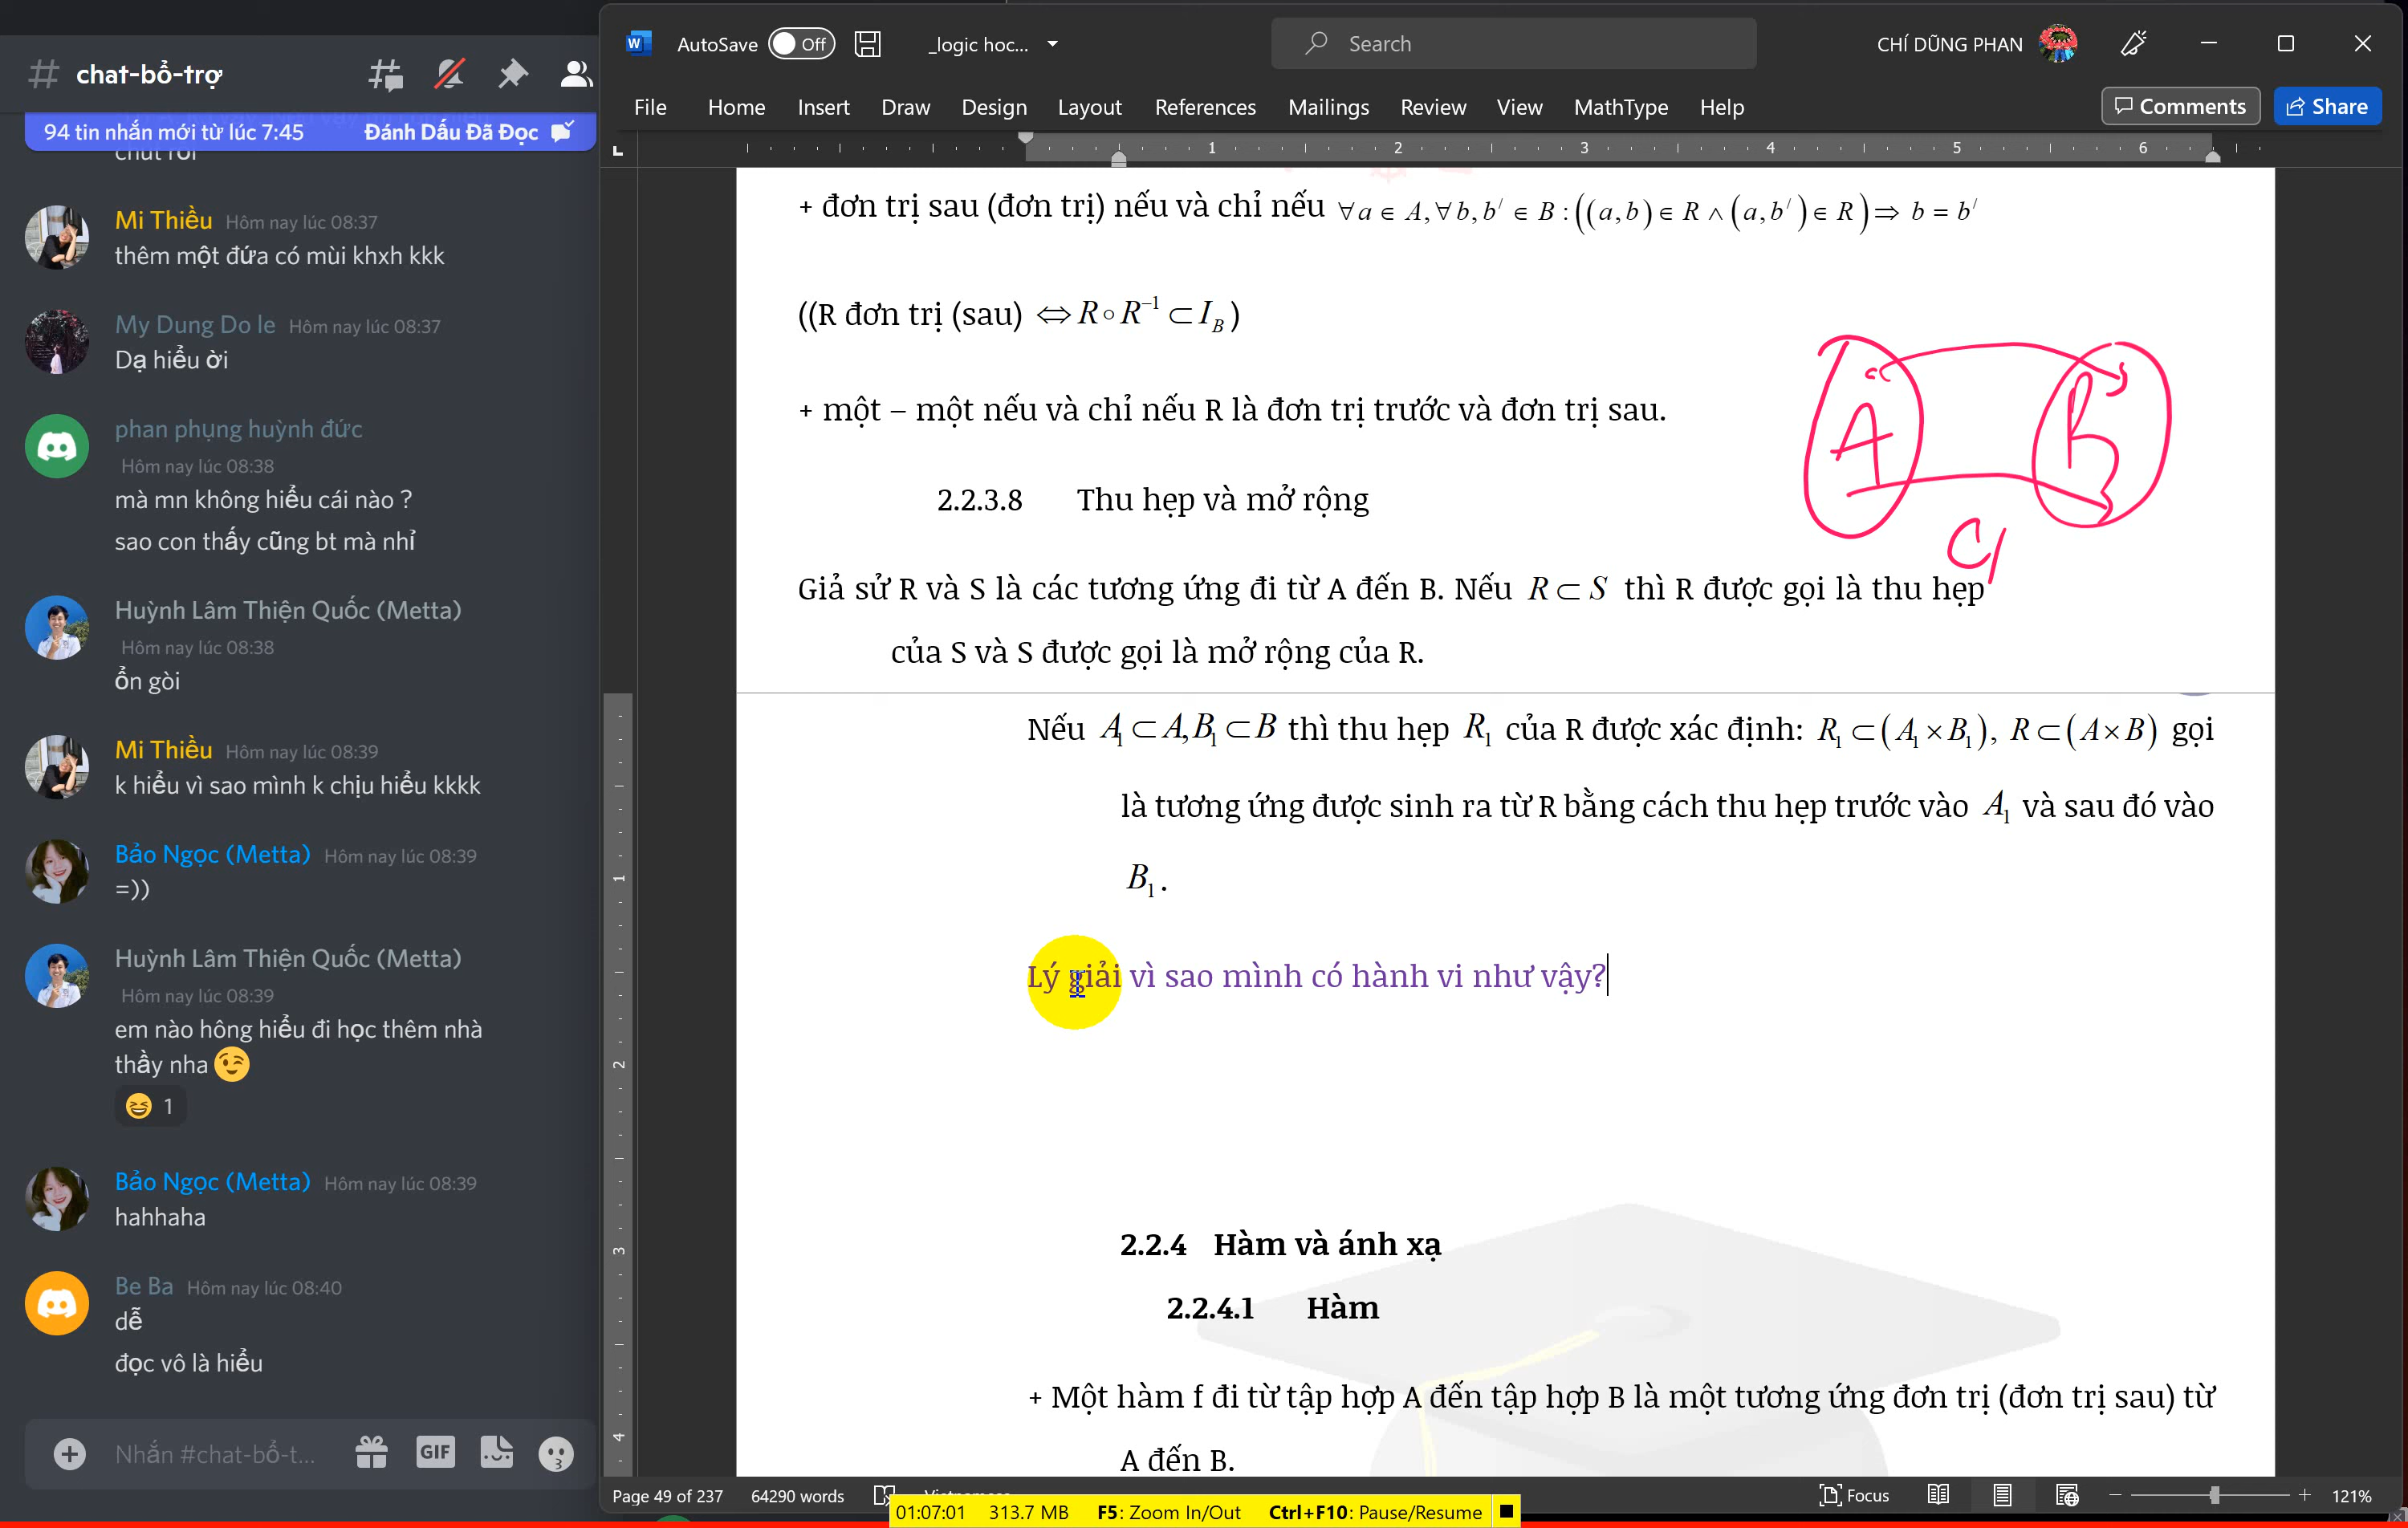 chat-bổ-trợ
94 tin nhắn mới từ lúc 7:45 Đánh Dấu Đã Đọc
chút rồi
Mi Thiều Hôm nay lúc 08:37
thêm một đứa có mùi khxh kkk
My Dung Do le Hôm nay lúc 08:37
Dạ hiểu ời
phan phụng huỳnh đức
Hôm nay lúc 08:38
mà mn không hiểu cái nào ?
sao con thấy cũng bt mà nhỉ
Huỳnh Lâm Thiện Quốc (Metta)
Hôm nay lúc 08:38
ổn gòi
Mi Thiều Hôm nay lúc 08:39
k hiểu vì sao mình k chịu hiểu kkkk
Bảo Ngọc (Metta) Hôm nay lúc 08:39
=))
Huỳnh Lâm Thiện Quốc (Metta)
Hôm nay lúc 08:39
em nào hông hiểu đi học thêm nhà
thầy nha 😉
😆 1
Bảo Ngọc (Metta) Hôm nay lúc 08:39
hahhaha
Be Ba Hôm nay lúc 08:40
dễ
đọc vô là hiểu
Nhắn #chat-bổ-t... GIF
AutoSave Off _logic hoc... Search CHÍ DŨNG PHAN
File Home Insert Draw Design Layout References Mailings Review View MathType Help Comments Share
1 2 3 4 5 6
+ đơn trị sau (đơn trị) nếu và chỉ nếu ∀a ∈ A, ∀b, b′ ∈ B : ((a,b) ∈ R ∧ (a,b′) ∈ R) ⇒ b = b′
((R đơn trị (sau) ⇔ R ∘ R⁻¹ ⊂ I_B)
+ một – một nếu và chỉ nếu R là đơn trị trước và đơn trị sau.
A B
2.2.3.8 Thu hẹp và mở rộng
Giả sử R và S là các tương ứng đi từ A đến B. Nếu R ⊂ S thì R được gọi là thu hẹp
của S và S được gọi là mở rộng của R.
Nếu A₁ ⊂ A, B₁ ⊂ B thì thu hẹp R₁ của R được xác định: R₁ ⊂ (A₁ × B₁), R ⊂ (A × B) gọi
là tương ứng được sinh ra từ R bằng cách thu hẹp trước vào A₁ và sau đó vào
B₁.
Lý giải vì sao mình có hành vi như vậy?
2.2.4 Hàm và ánh xạ
2.2.4.1 Hàm
+ Một hàm f đi từ tập hợp A đến tập hợp B là một tương ứng đơn trị (đơn trị sau) từ
A đến B.
1
2
3
4
Page 49 of 237 64290 words Focus 121%
01:07:01 313.7 MB F5: Zoom In/Out Ctrl+F10: Pause/Resume